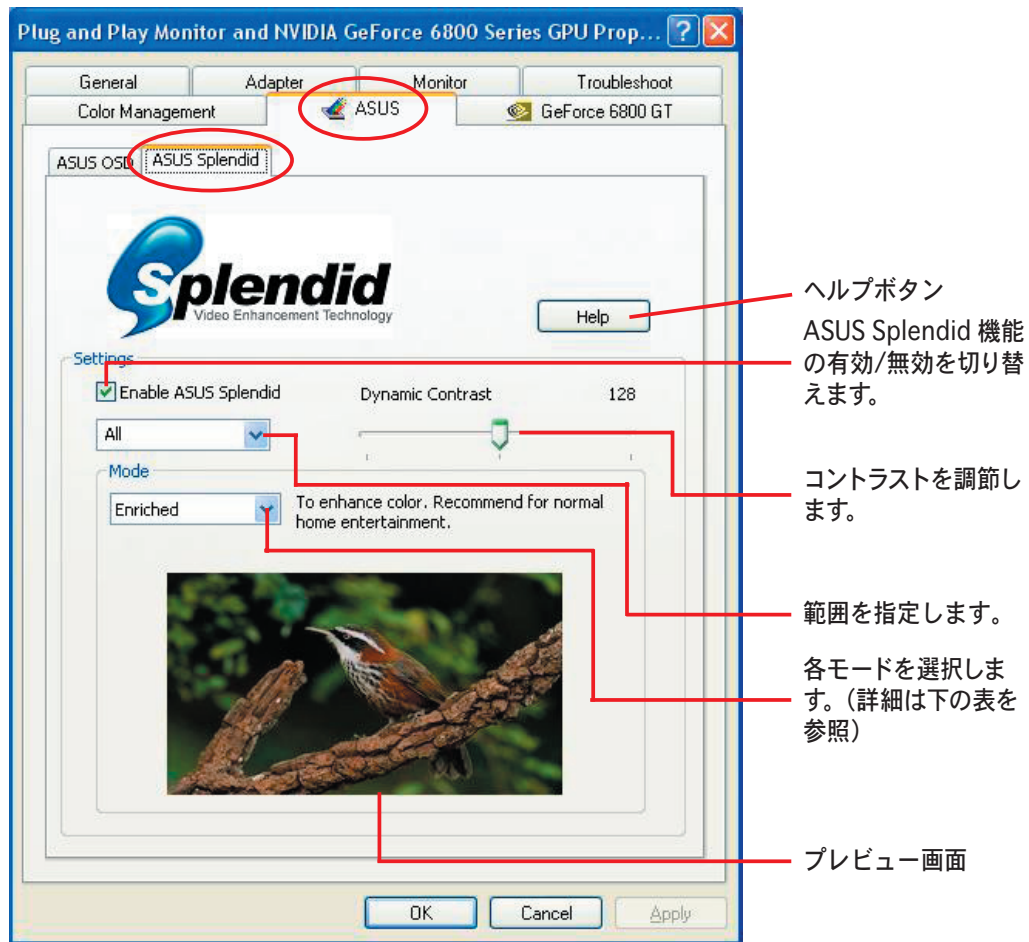 Plug and Play Monitor and NVIDIA GeForce 6800 Series GPU Prop...
General Adapter Monitor Troubleshoot
Color Management ASUS GeForce 6800 GT
ASUS OSD ASUS Splendid
Splendid
Video Enhancement Technology
Help
Settings
Enable ASUS Splendid Dynamic Contrast 128
All
Mode
Enriched
To enhance color. Recommend for normal
home entertainment.
OK Cancel Apply
ヘルプボタン
ASUS Splendid 機能
の有効/無効を切り替
えます。
コントラストを調節し
ます。
範囲を指定します。
各モードを選択しま
す。（詳細は下の表を
参照）
プレビュー画面